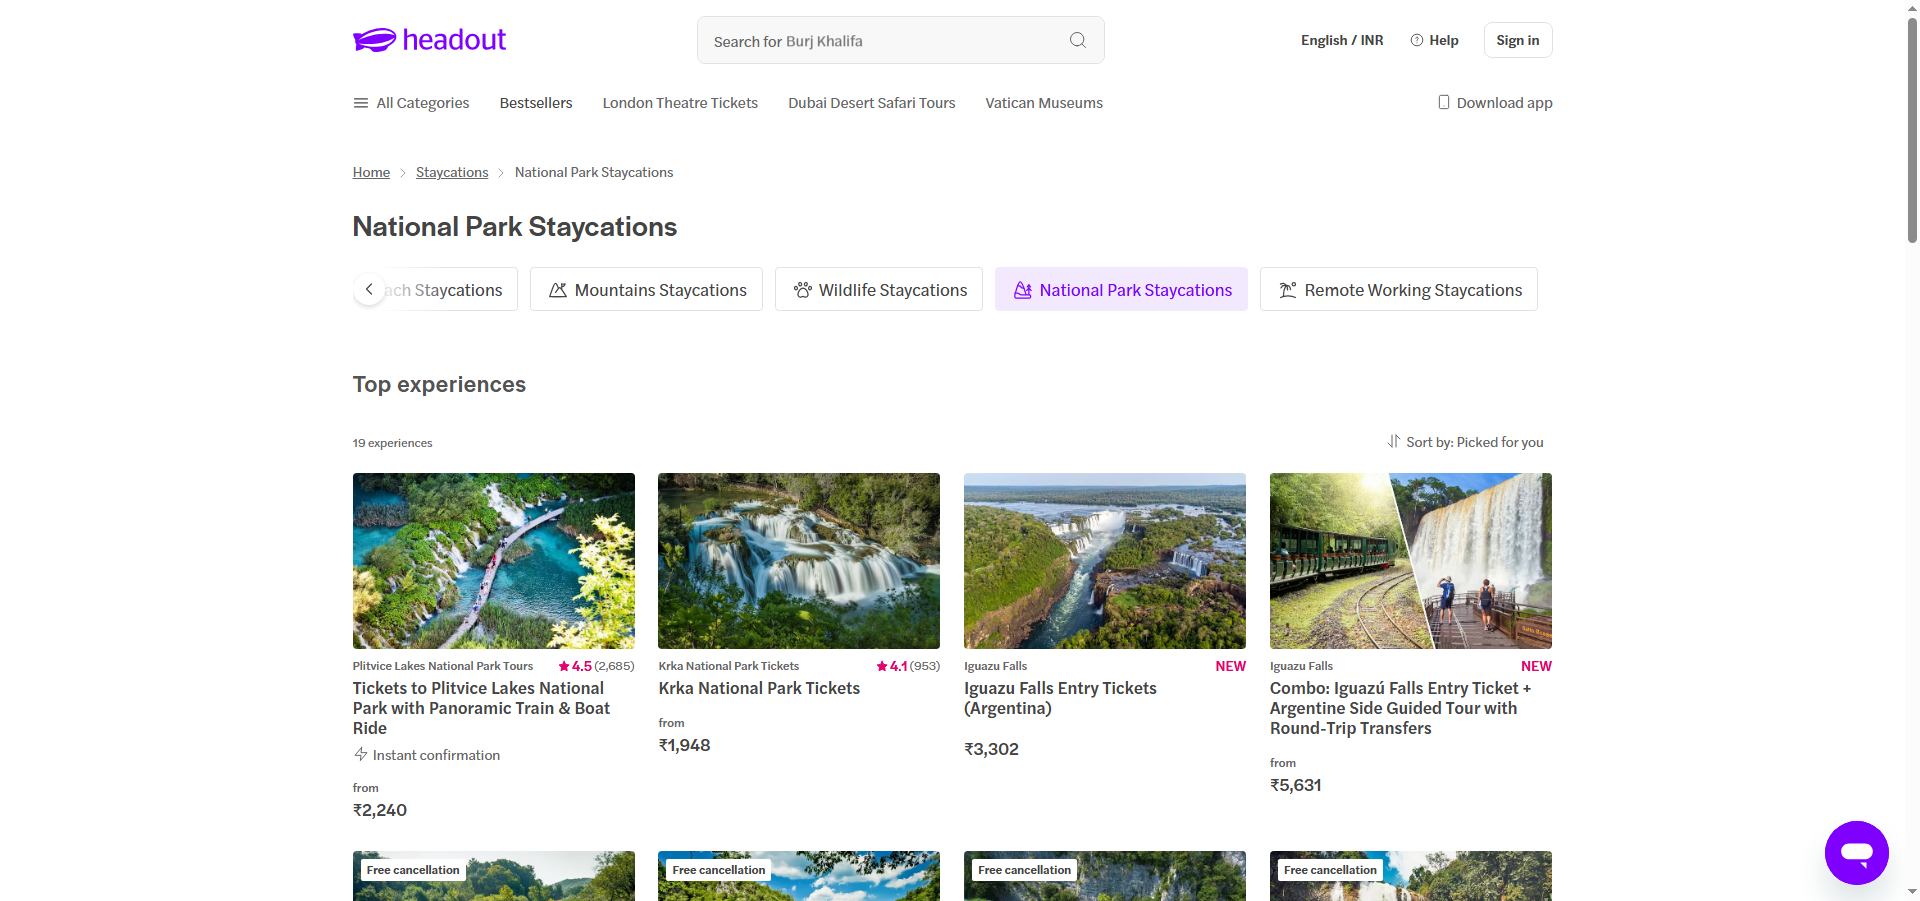 headout
Search for Burj Khalifa
English / INR
Help
Sign in
All Categories
Bestsellers
London Theatre Tickets
Dubai Desert Safari Tours
Vatican Museums
Download app
Home
Staycations
National Park Staycations
National Park Staycations
ach Staycations
Mountains Staycations
Wildlife Staycations
National Park Staycations
Remote Working Staycations
Top experiences
19 experiences
Sort by: Picked for you
Plitvice Lakes National Park Tours
4.5 (2,685)
Tickets to Plitvice Lakes National
Park with Panoramic Train & Boat
Ride
Instant confirmation
from
₹2,240
Krka National Park Tickets
4.1 (953)
Krka National Park Tickets
from
₹1,948
Iguazu Falls
NEW
Iguazu Falls Entry Tickets
(Argentina)
₹3,302
Iguazu Falls
NEW
Combo: Iguazú Falls Entry Ticket +
Argentine Side Guided Tour with
Round-Trip Transfers
from
₹5,631
Free cancellation
Free cancellation
Free cancellation
Free cancellation